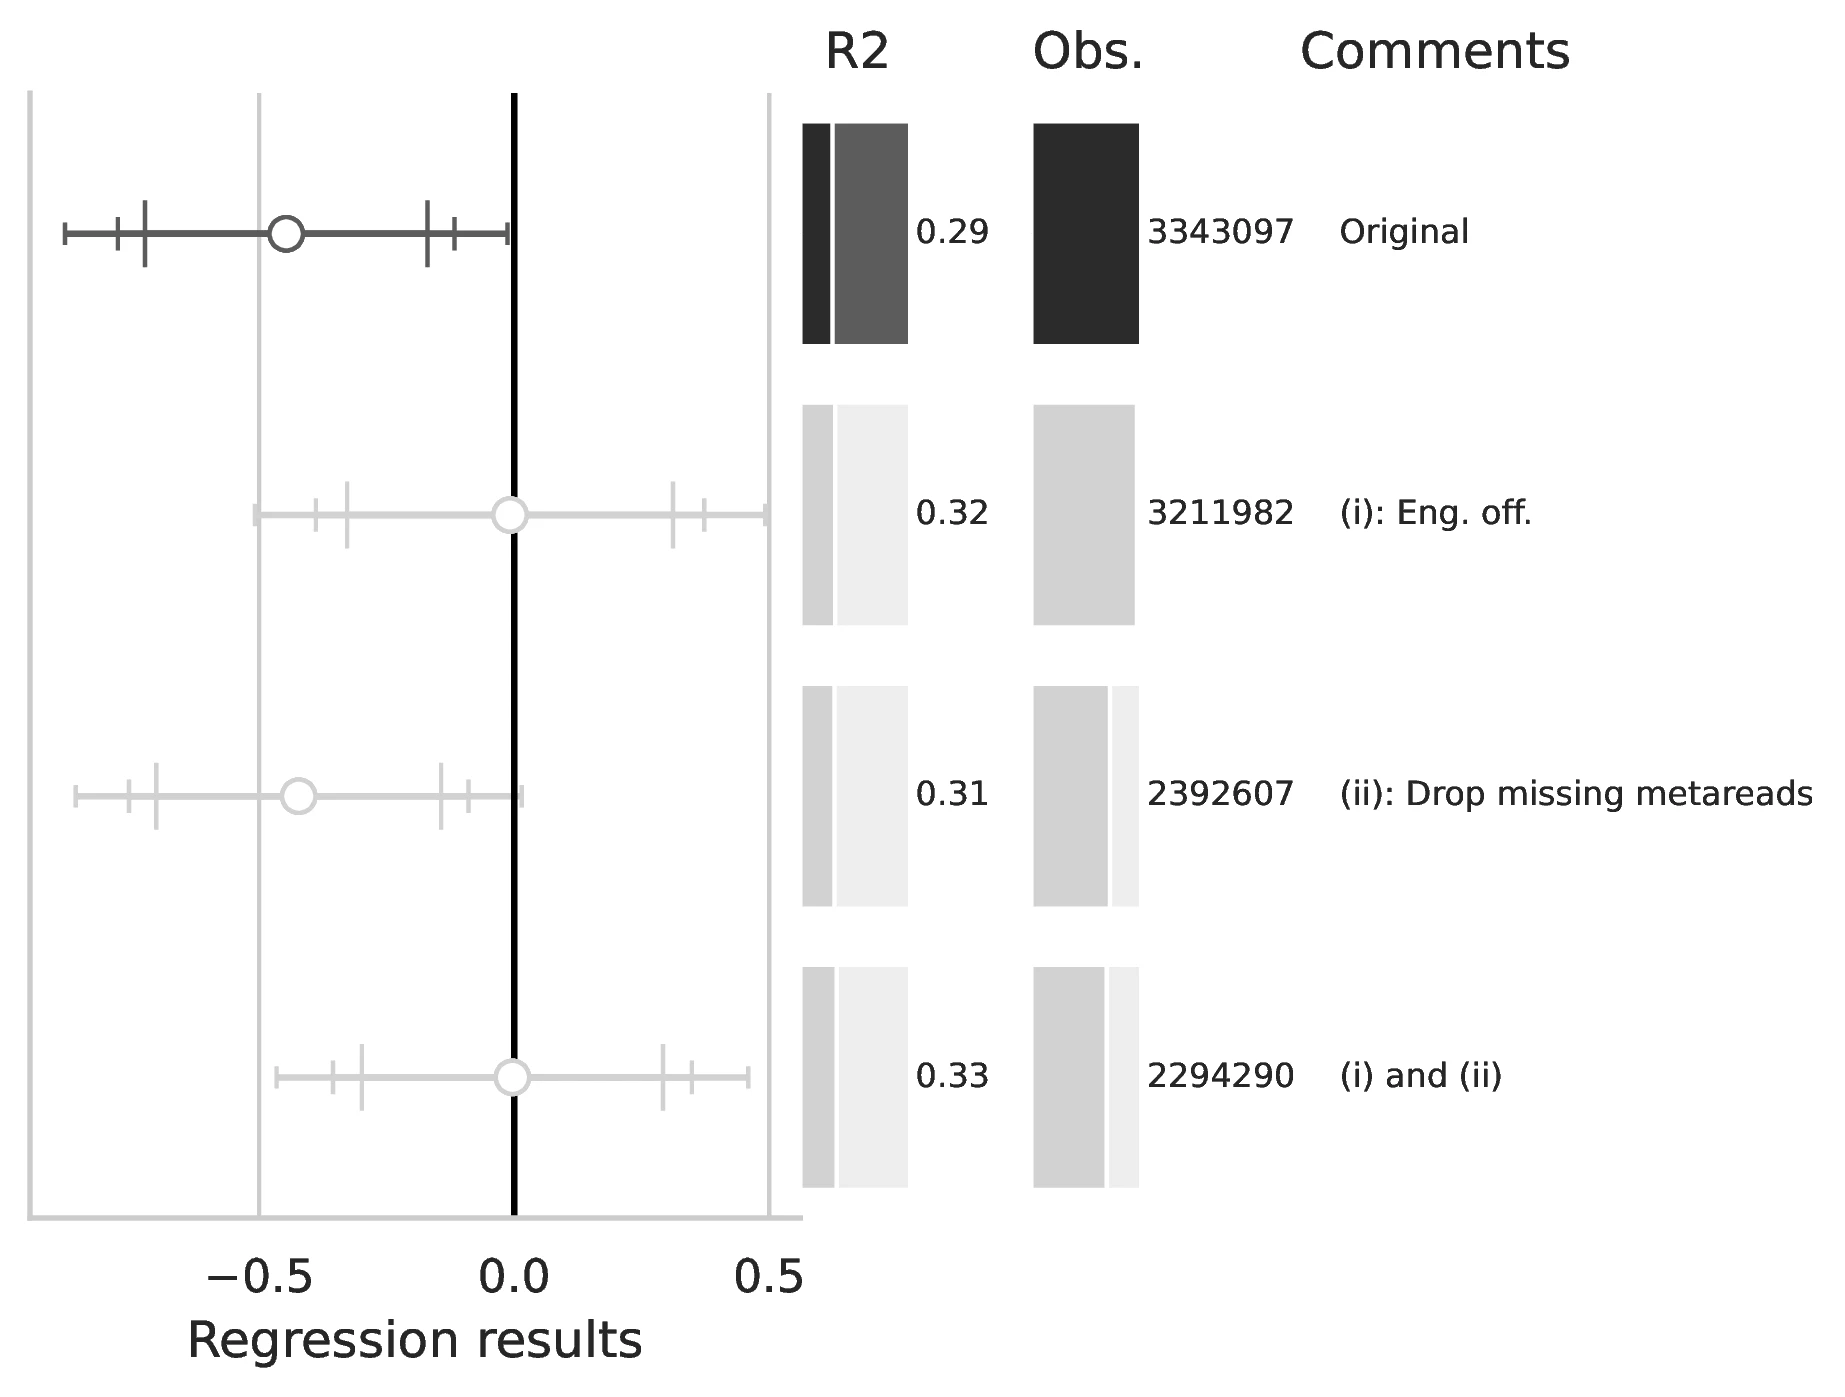 R2 Obs. Comments
0.29 3343097 Original
0.32 3211982 (i): Eng. off.
0.31 2392607 (ii): Drop missing metareads
0.33 2294290 (i) and (ii)
−0.5 0.0 0.5
Regression results